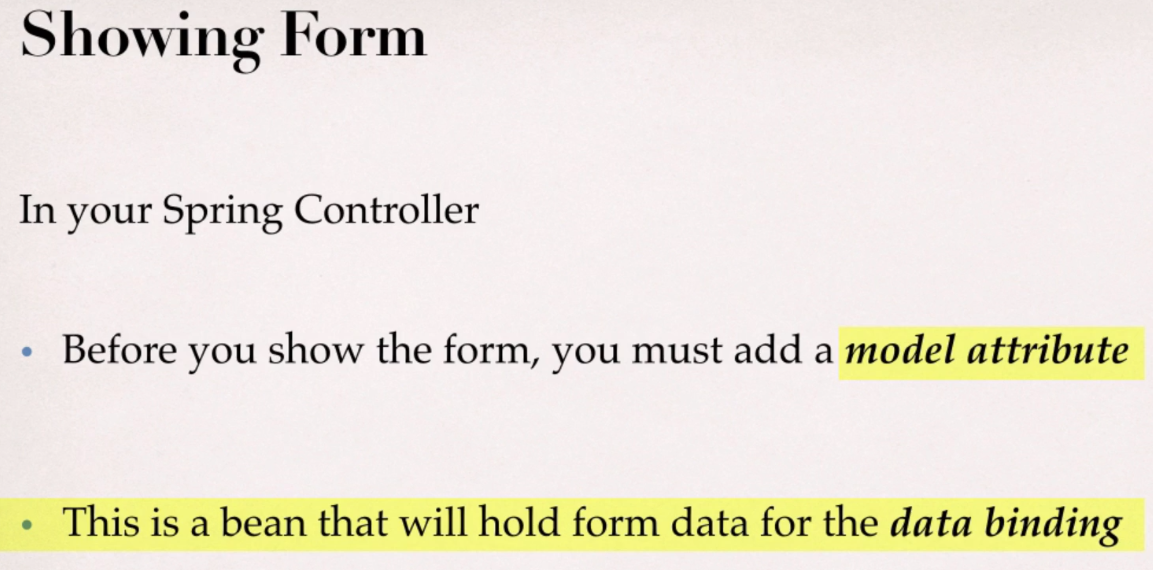 Showing Form
In your Spring Controller
• Before you show the form, you must add a model attribute
• This is a bean that will hold form data for the data binding